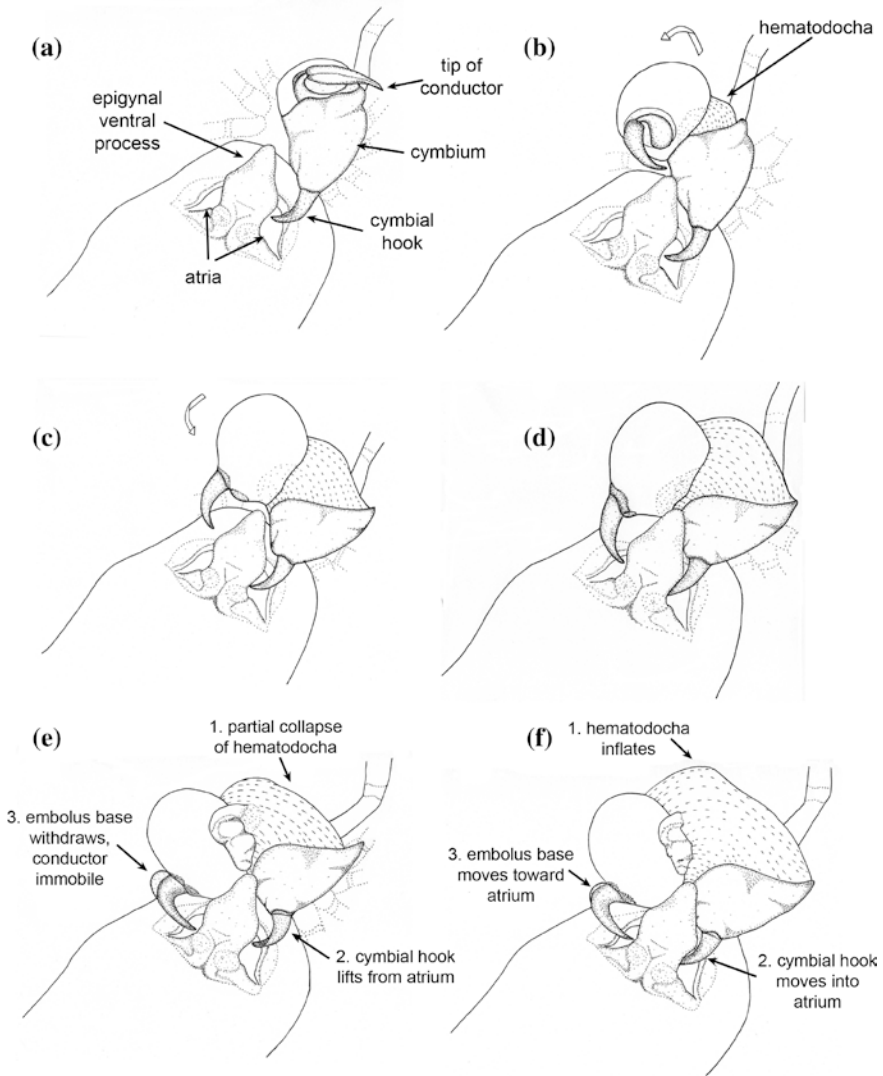 (a)
tip of
conductor
epigynal
ventral
process
cymbium
cymbial
hook
atria
(b)
hematodocha
(c)
(d)
(e)
1. partial collapse
of hematodocha
3. embolus base
withdraws,
conductor
immobile
2. cymbial hook
lifts from atrium
(f)
1. hematodocha
inflates
3. embolus base
moves toward
atrium
2. cymbial hook
moves into
atrium